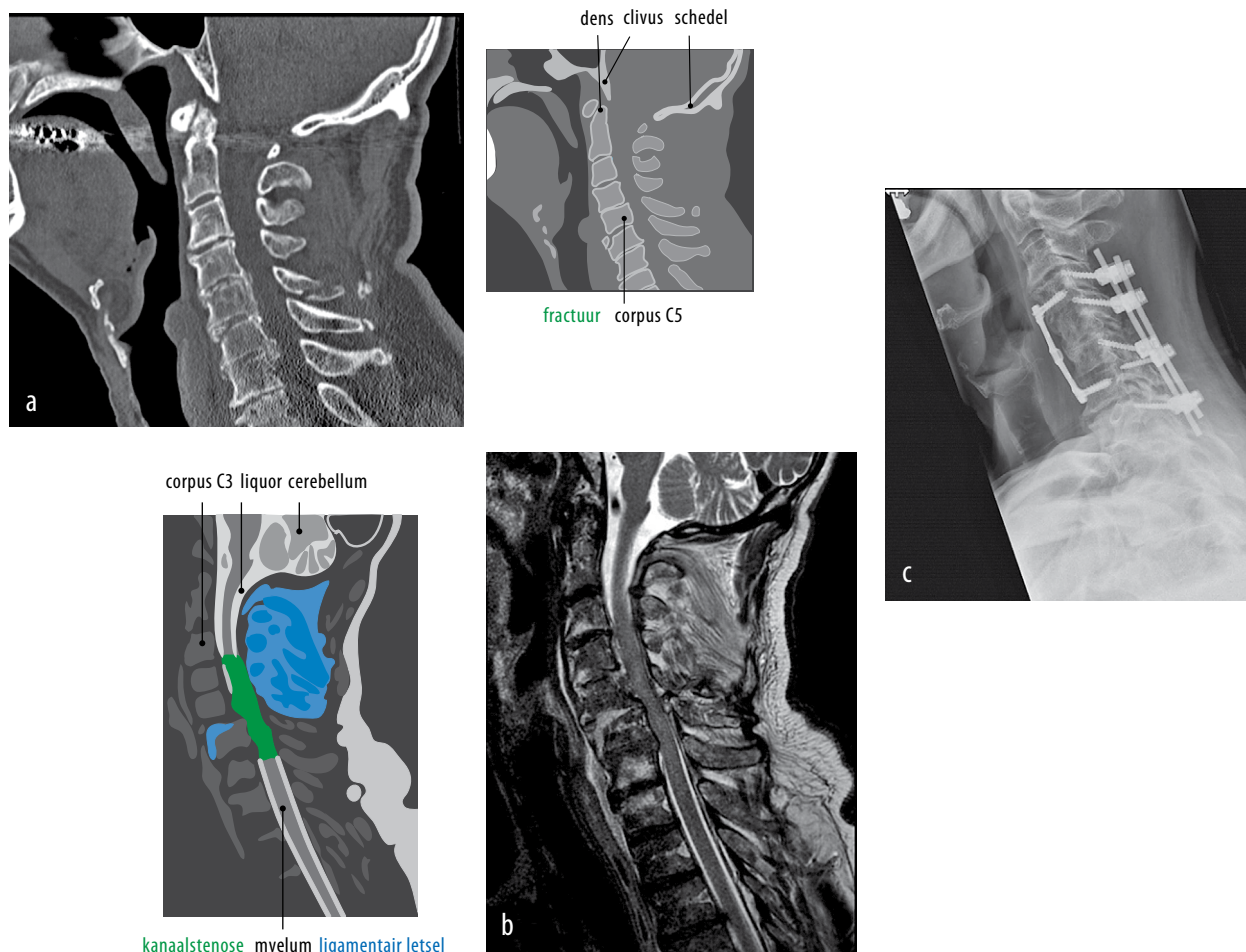 dens clivus schedel
fractuur corpus C5
a
c
corpus C3 liquor cerebellum
b
kanaalstenose myelum ligamentair letsel